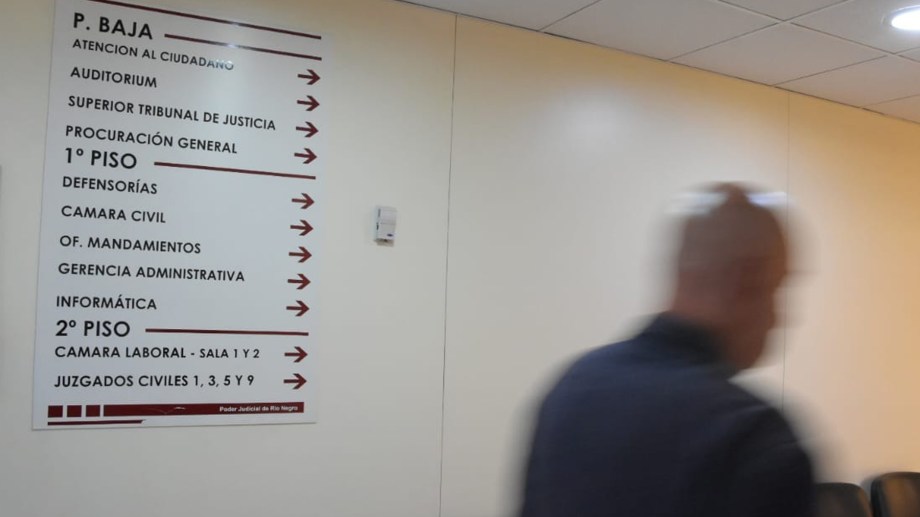 P. BAJA
ATENCION AL CIUDADANO
AUDITORIUM
SUPERIOR TRIBUNAL DE JUSTICIA
PROCURACIÓN GENERAL
1º PISO
DEFENSORÍAS
CAMARA CIVIL
OF. MANDAMIENTOS
GERENCIA ADMINISTRATIVA
INFORMÁTICA
2º PISO
CAMARA LABORAL - SALA 1 Y 2
JUZGADOS CIVILES 1, 3, 5 Y 9
Poder Judicial de Río Negro